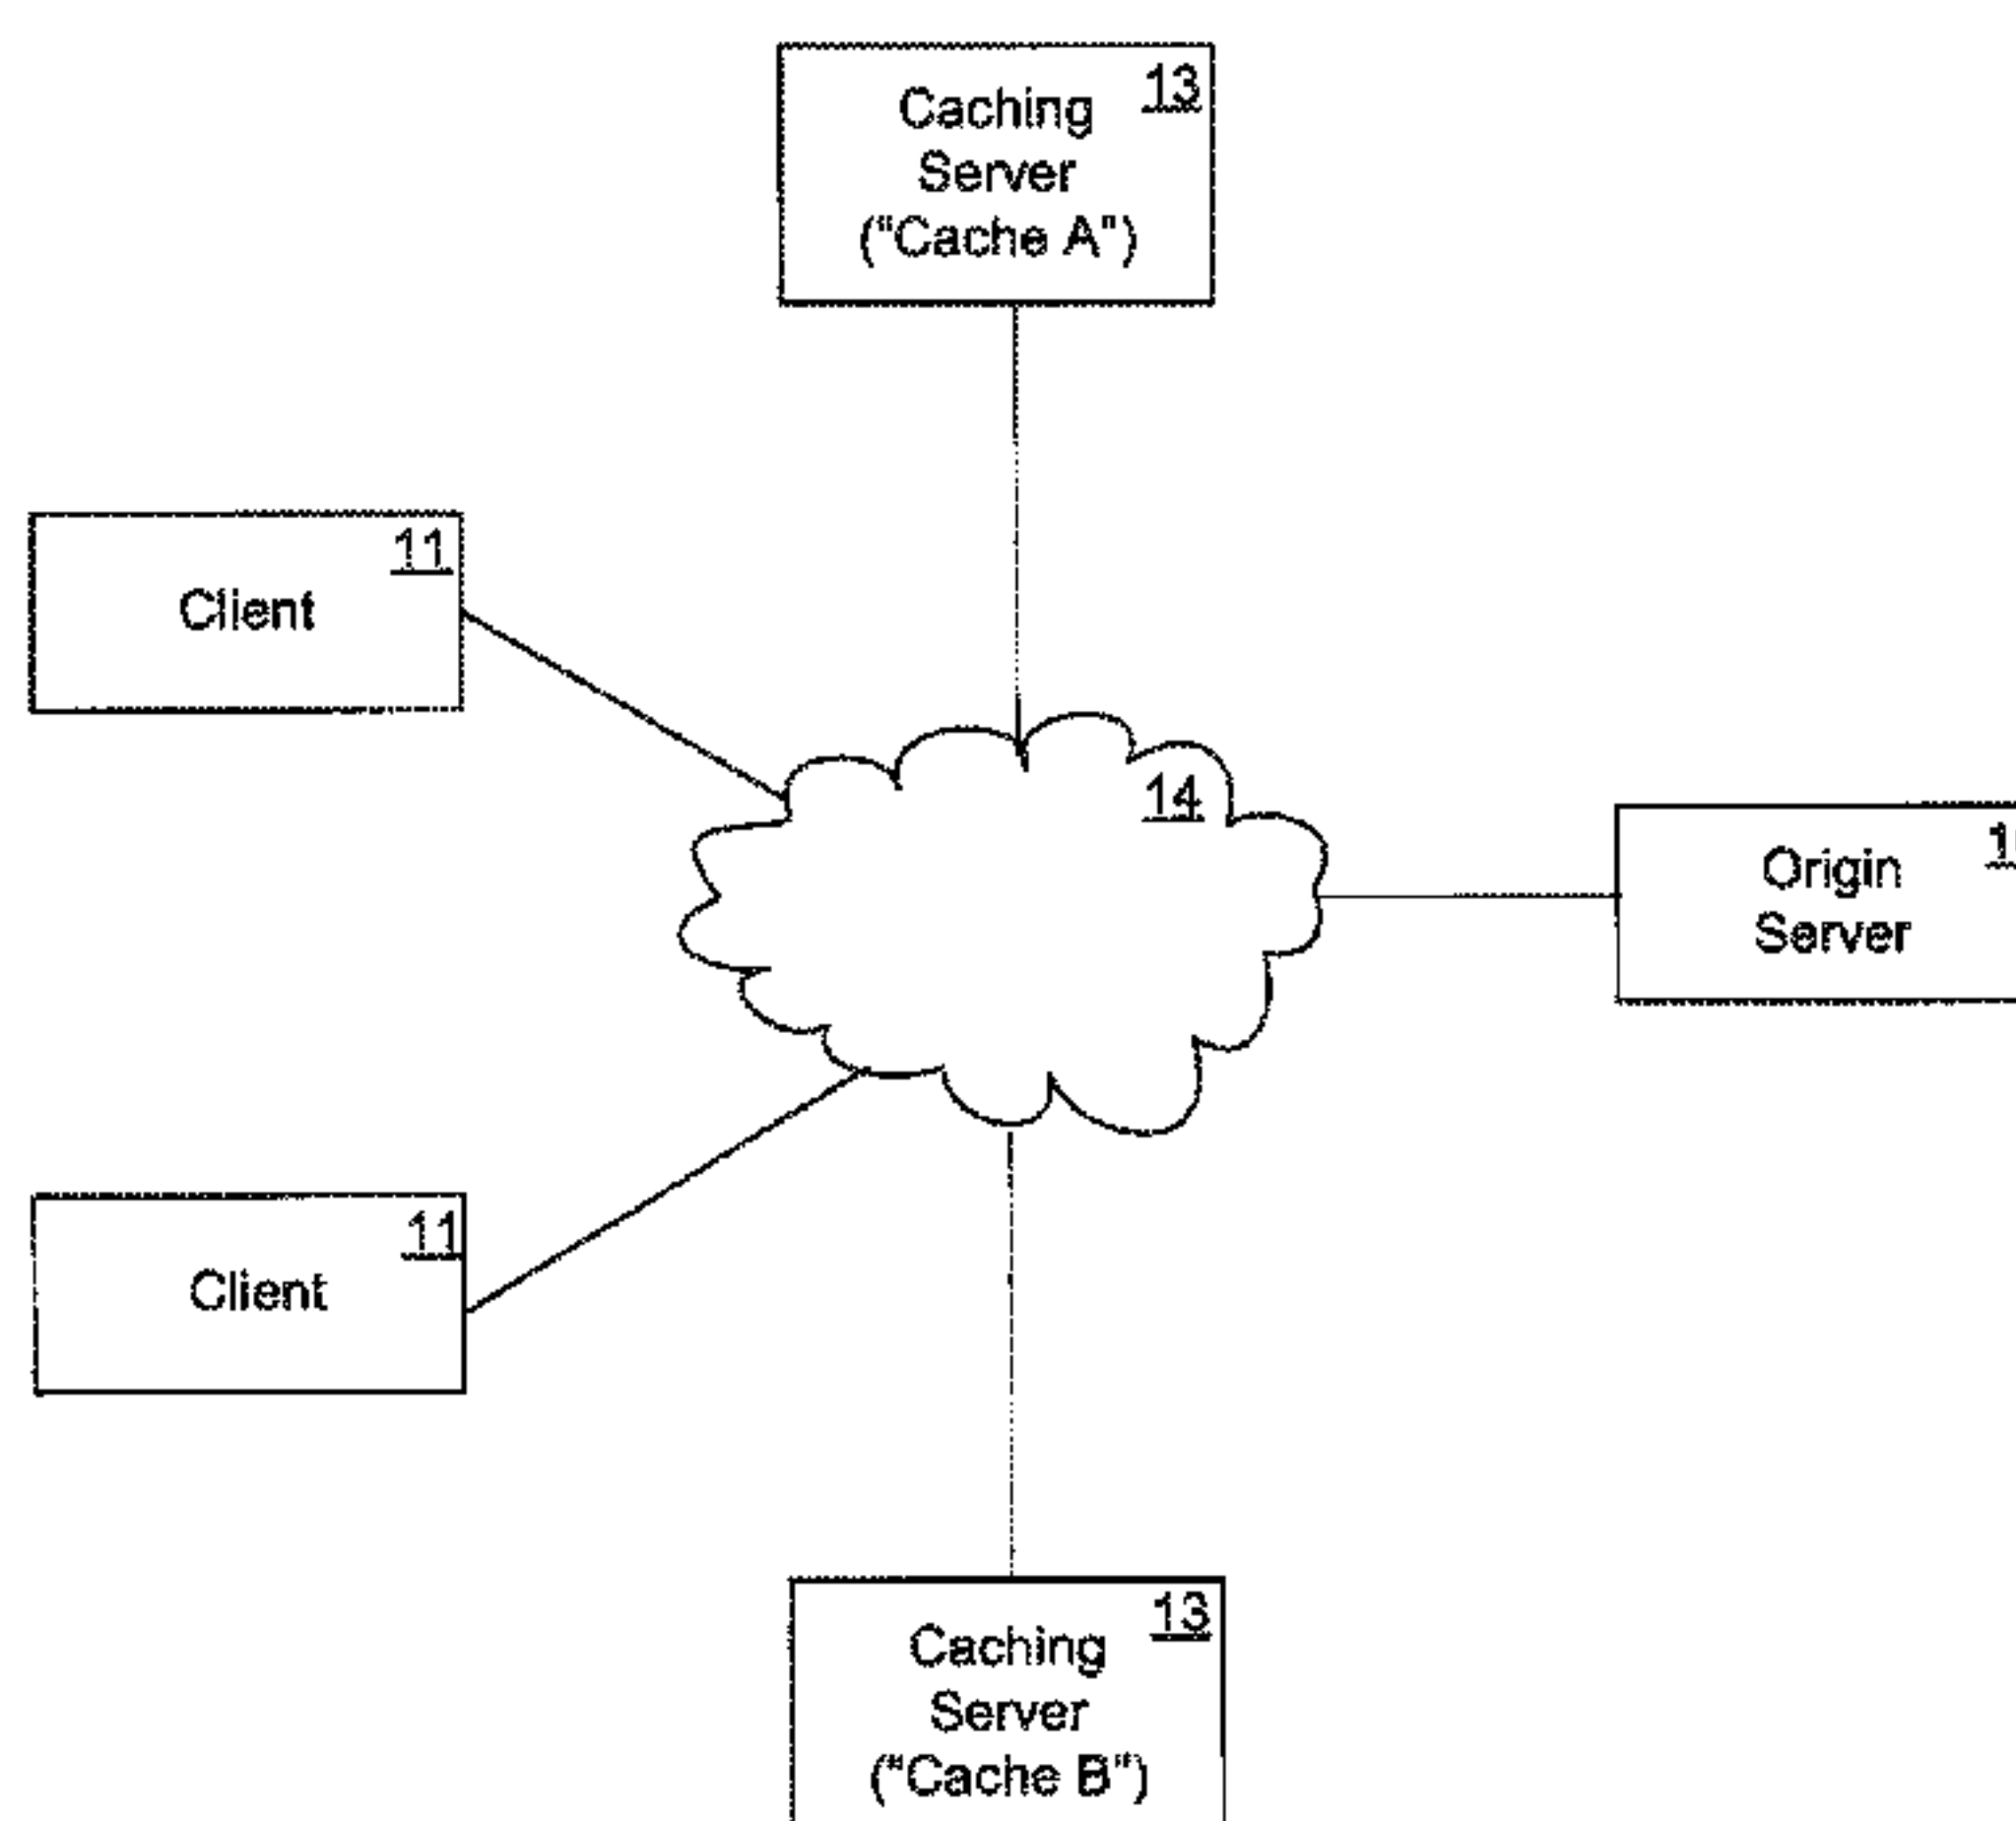 13
Caching
Server
("Cache A")
11
Client
14
Origin
Server
11
Client
13
Caching
Server
("Cache B")